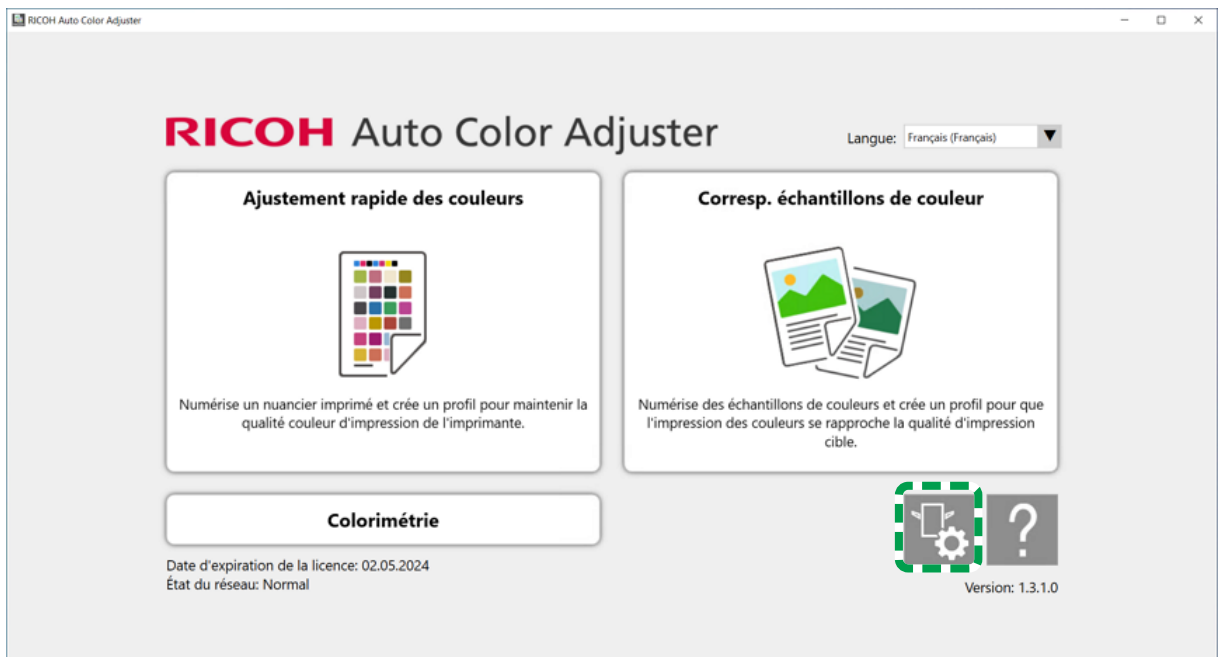 RICOH Auto Color Adjuster
RICOH Auto Color Adjuster
Langue: Français (Français)
Ajustement rapide des couleurs
Numérise un nuancier imprimé et crée un profil pour maintenir la
qualité couleur d'impression de l'imprimante.
Corresp. échantillons de couleur
Numérise des échantillons de couleurs et crée un profil pour que
l'impression des couleurs se rapproche la qualité d'impression
cible.
Colorimétrie
?
Date d'expiration de la licence: 02.05.2024
État du réseau: Normal
Version: 1.3.1.0